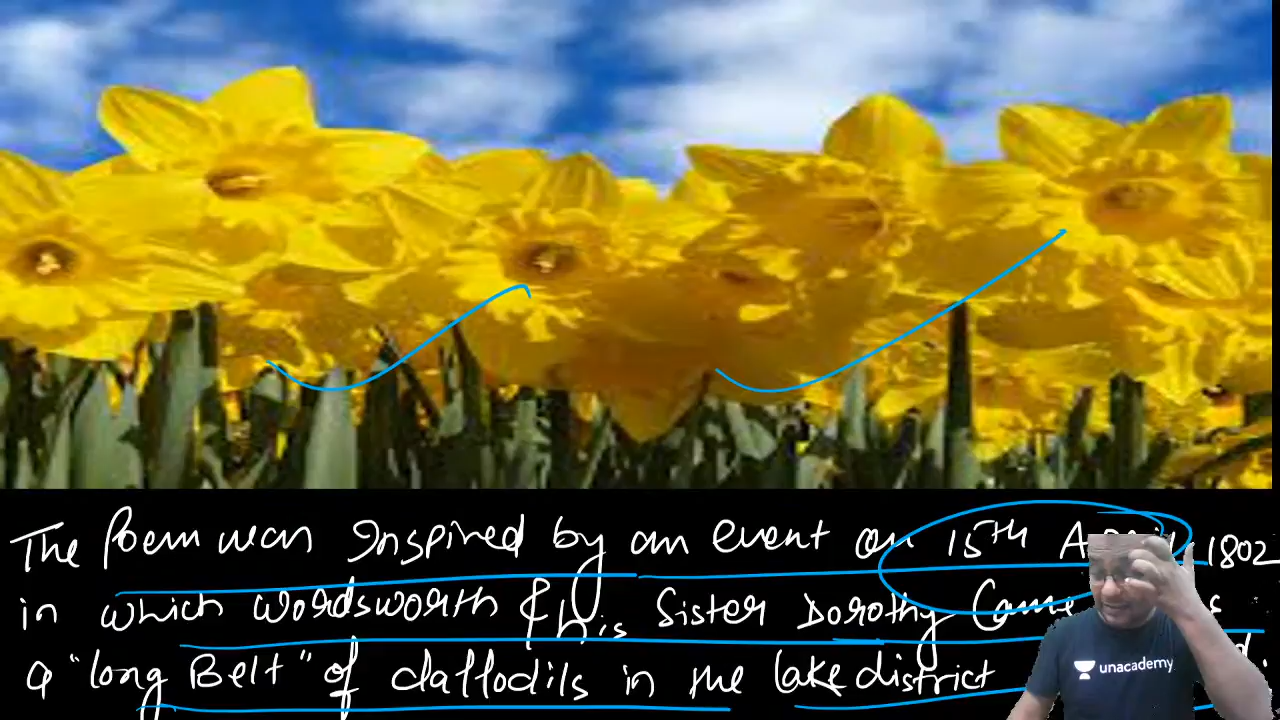 The Poem was Inspired by an event on 15TH April 1802
in which wordsworth & his Sister Dorothy Came
a "long Belt" of daffodils in the lake district
unacademy